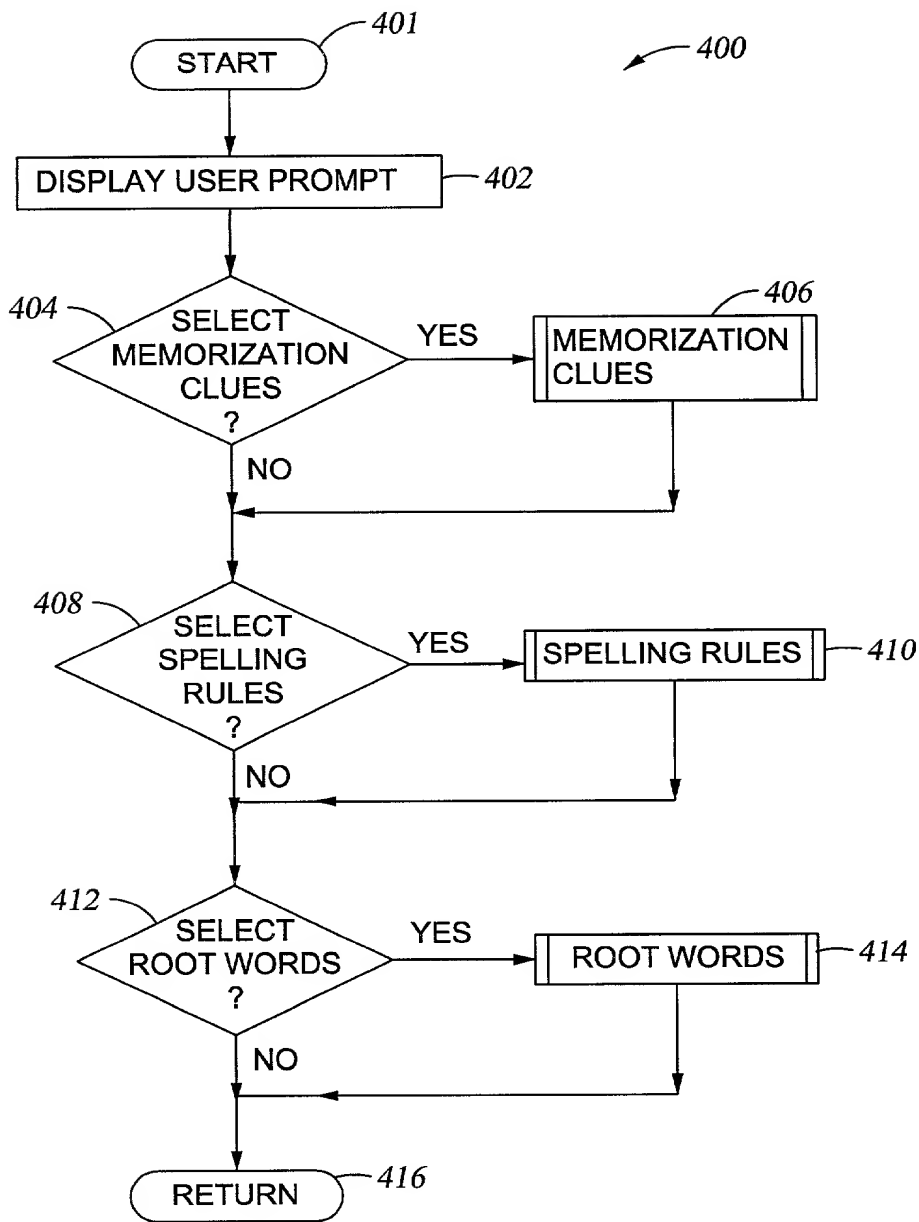 401
START
400
DISPLAY USER PROMPT
402
404
SELECT
MEMORIZATION
CLUES
?
YES
406
MEMORIZATION
CLUES
NO
408
SELECT
SPELLING
RULES
?
YES
SPELLING RULES
410
NO
412
SELECT
ROOT WORDS
?
YES
ROOT WORDS
414
NO
RETURN
416